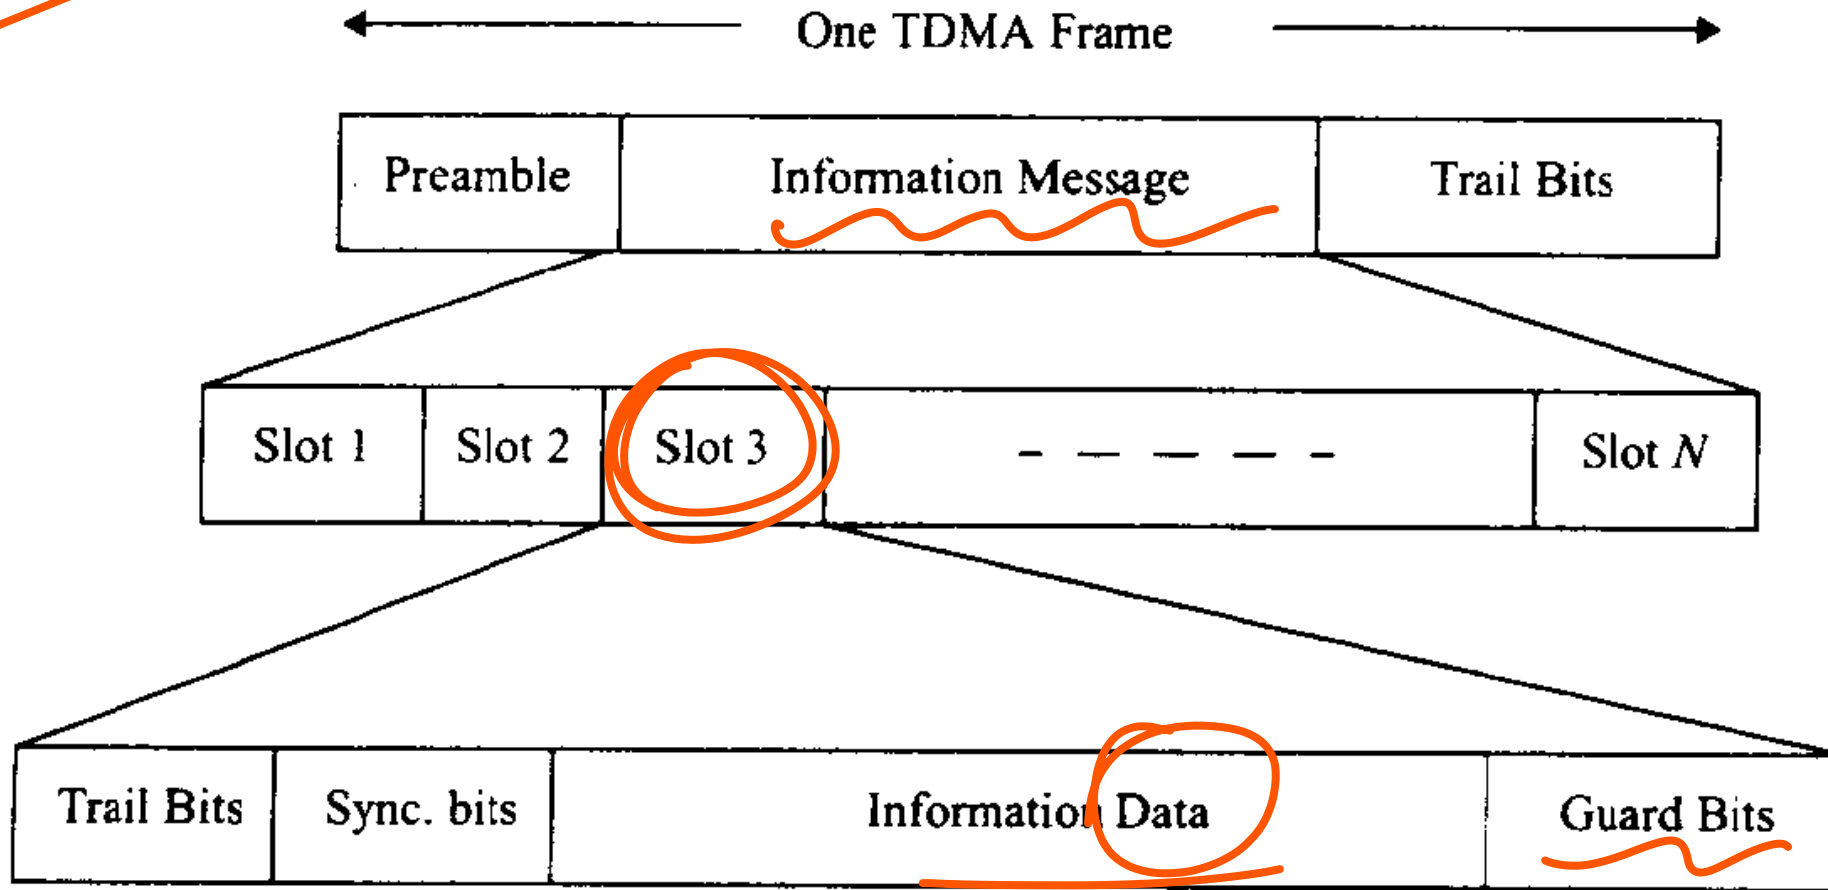 One TDMA Frame
Preamble Information Message Trail Bits
Slot 1 Slot 2 Slot 3 Slot N
Trail Bits Sync. bits Information Data Guard Bits